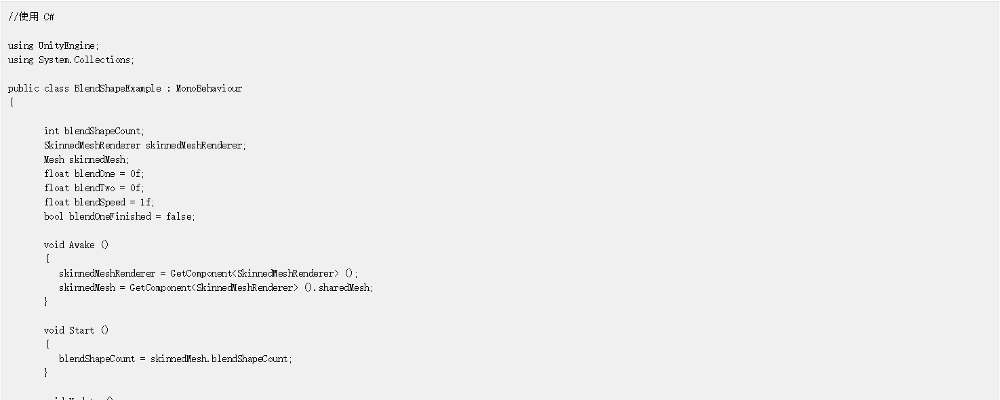 //使用 C#
using UnityEngine;
using System.Collections;
public class BlendShapeExample : MonoBehaviour
{
int blendShapeCount;
SkinnedMeshRenderer skinnedMeshRenderer;
Mesh skinnedMesh;
float blendOne = 0f;
float blendTwo = 0f;
float blendSpeed = 1f;
bool blendOneFinished = false;
void Awake ()
{
skinnedMeshRenderer = GetComponent<SkinnedMeshRenderer> ();
skinnedMesh = GetComponent<SkinnedMeshRenderer> ().sharedMesh;
}
void Start ()
{
blendShapeCount = skinnedMesh.blendShapeCount;
}